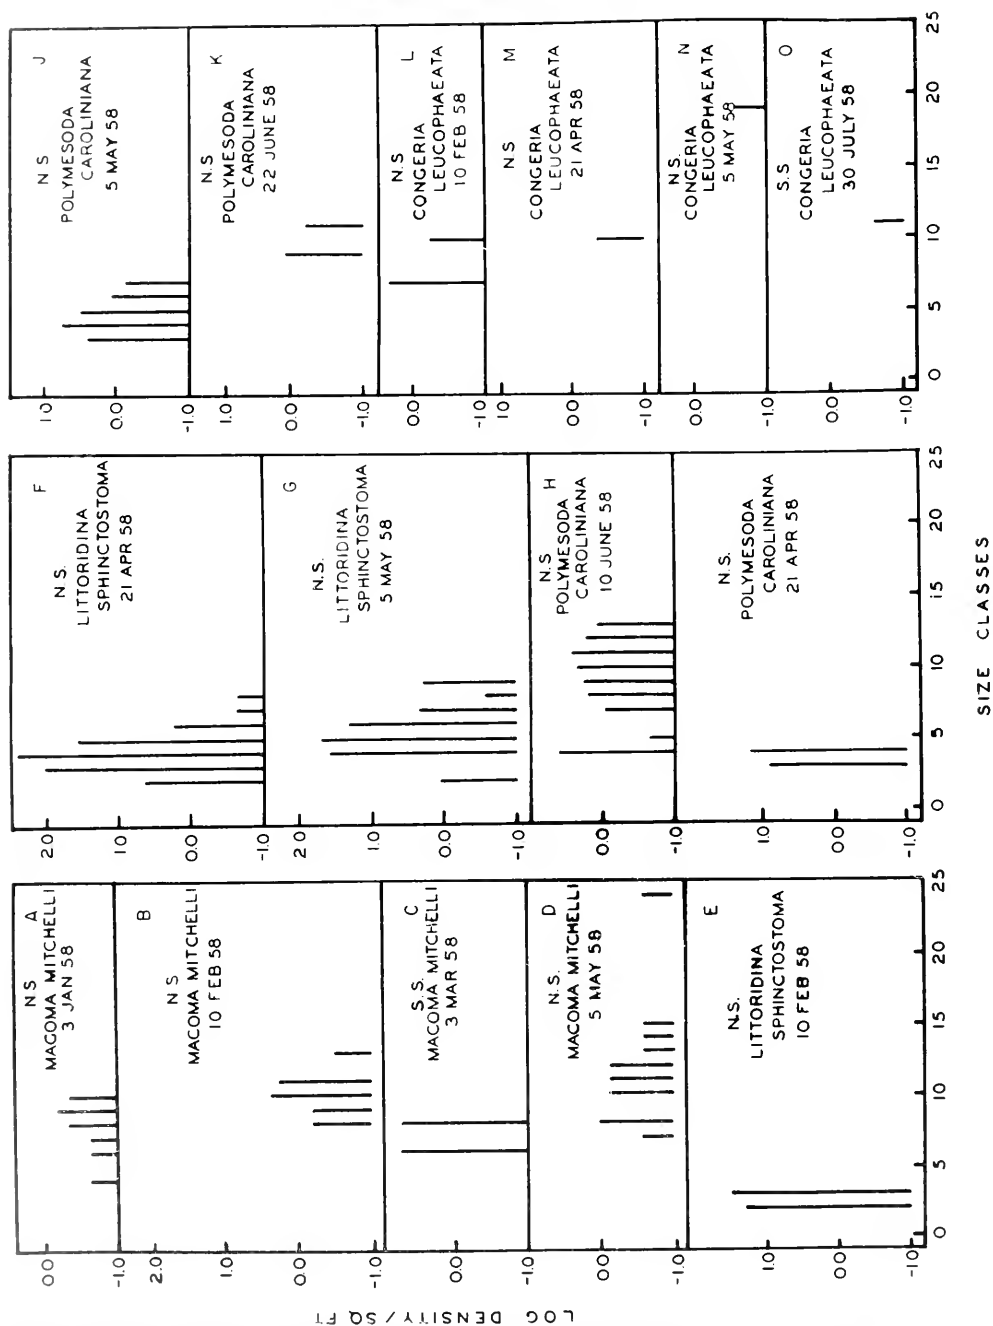 LOG DENSITY/SQ FT
0.0
-1.0
N S A
MACOMA MITCHELLI
3 JAN 58
2.0
1.0
0.0
-1.0
B
N S
MACOMA MITCHELLI
10 FEB 58
0.0
-1.0
C
S.S.
MACOMA MITCHELLI
3 MAR 58
0.0
-1.0
D
N.S.
MACOMA MITCHELLI
5 MAY 58
1.0
0.0
-1.0
E
N.S.
LITTORIDINA
SPHINCTOSTOMA
10 FEB 58
0 5 10 15 20 25
2.0
1.0
0.0
-1.0
F
N.S.
LITTORIDINA
SPHINCTOSTOMA
21 APR 58
2.0
1.0
0.0
-1.0
G
N.S.
LITTORIDINA
SPHINCTOSTOMA
5 MAY 58
0.0
-1.0
H
N.S
POLYMESODA
CAROLINIANA
10 JUNE 58
1.0
0.0
-1.0
N.S.
POLYMESODA
CAROLINIANA
21 APR 58
0 5 10 15 20 25
SIZE CLASSES
1.0
0.0
-1.0
J
N S
POLYMESODA
CAROLINIANA
5 MAY 58
1.0
0.0
-1.0
K
N.S
POLYMESODA
CAROLINIANA
22 JUNE 58
0.0
-1.0
L
N.S
CONGERIA
LEUCOPHAEATA
10 FEB 58
1.0
0.0
-1.0
M
N S
CONGERIA
LEUCOPHAEATA
21 APR 58
0.0
-1.0
N
N S.
CONGERIA
LEUCOPHAEATA
5 MAY 58
0.0
-1.0
O
S.S
CONGERIA
LEUCOPHAEATA
30 JULY 58
0 5 10 15 20 25